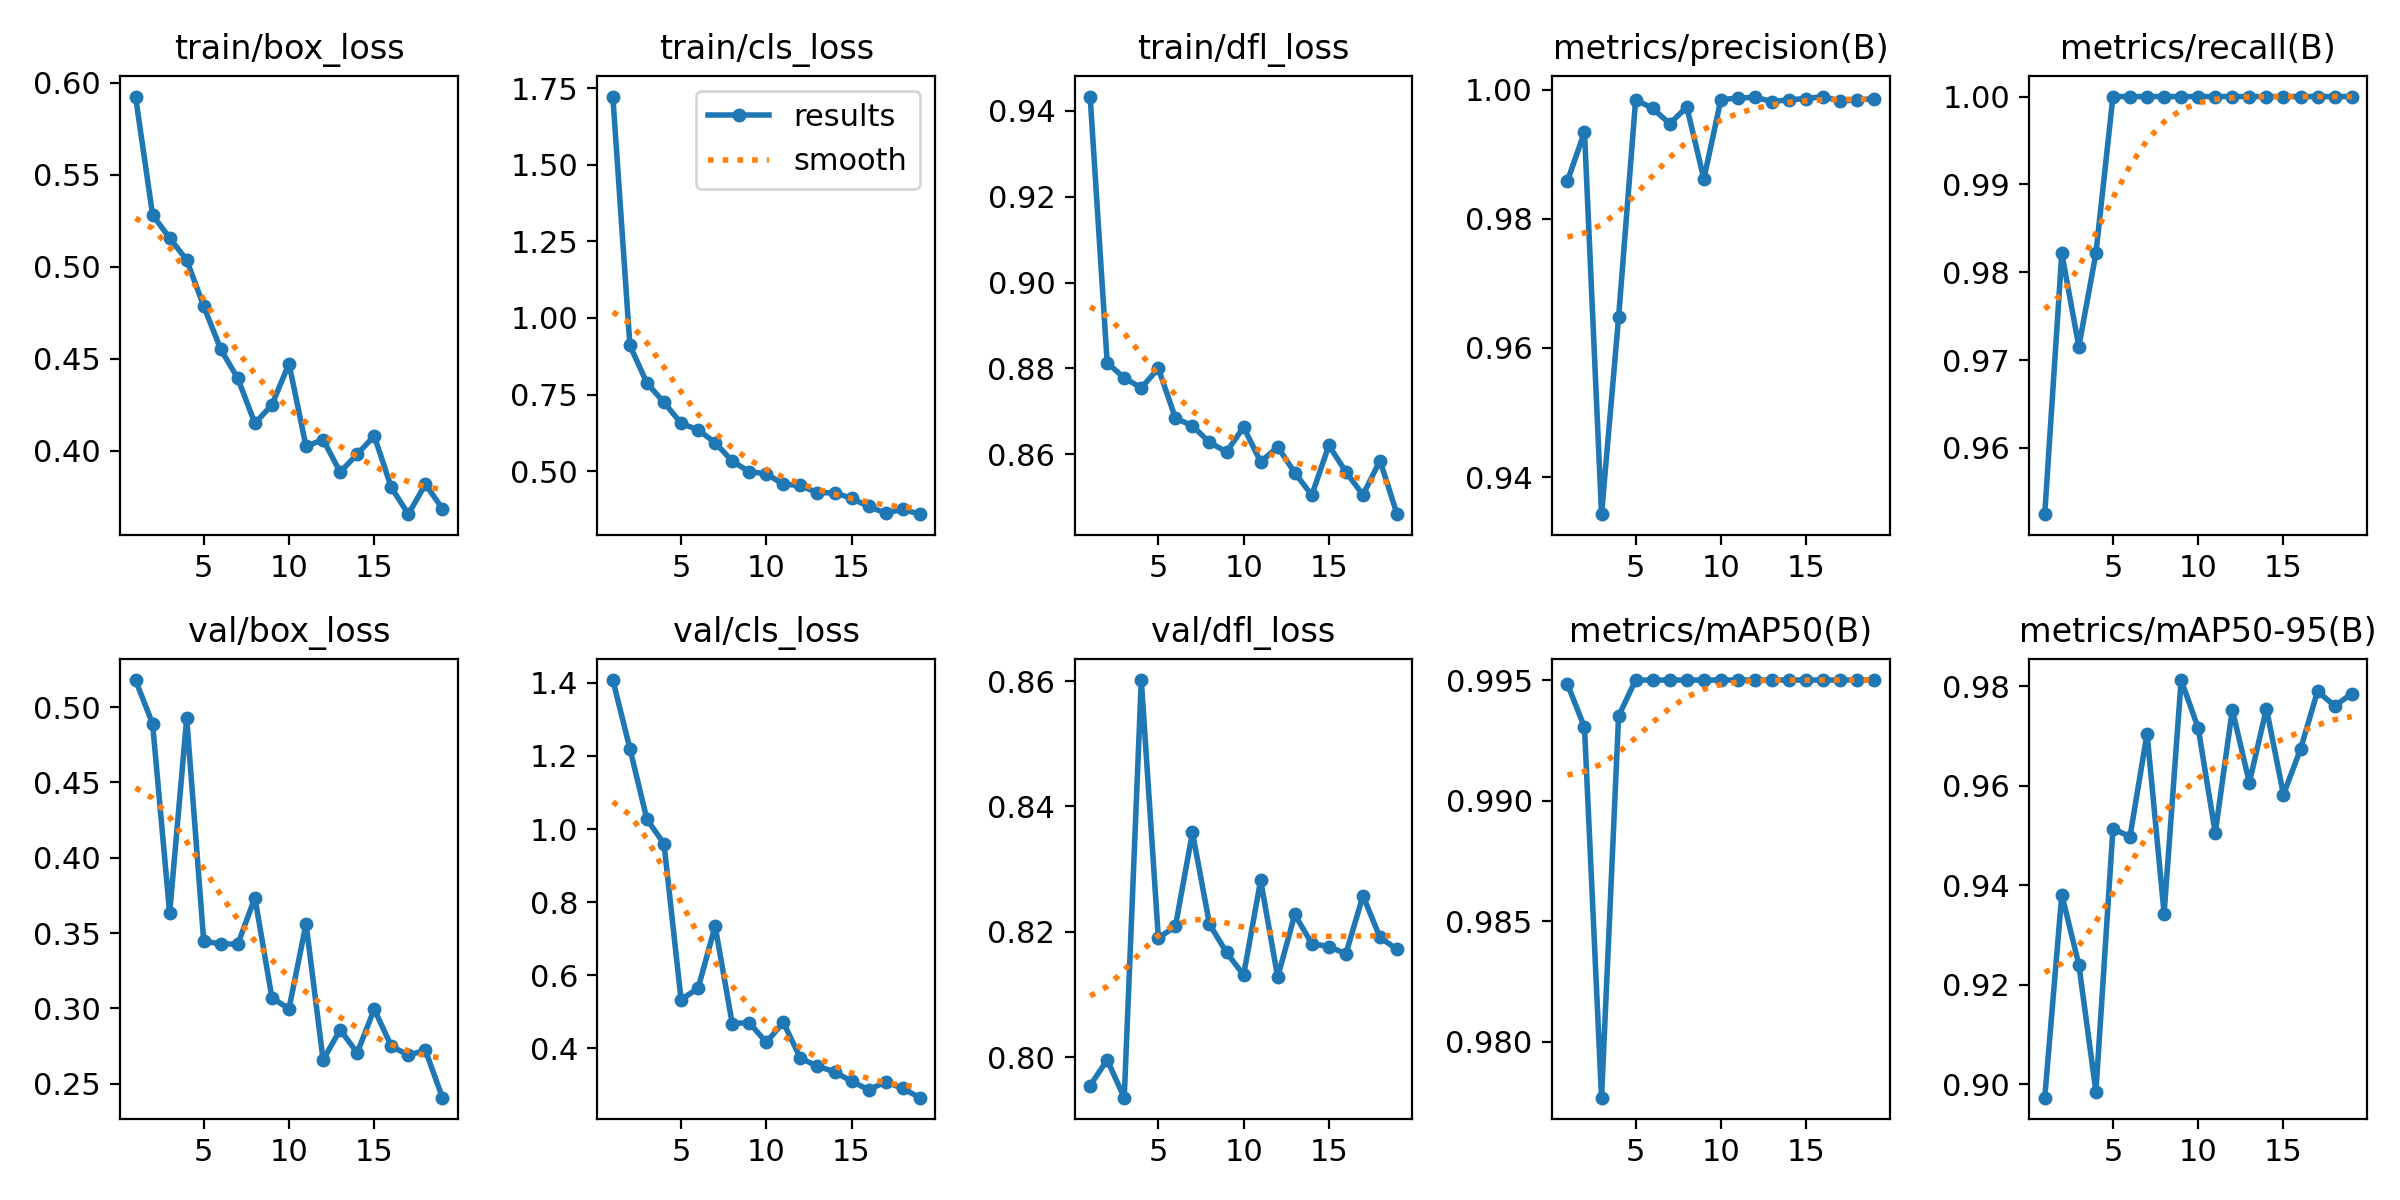 train/box_loss
0.60
0.55
0.50
0.45
0.40
5 10 15
train/cls_loss
results
smooth
1.75
1.50
1.25
1.00
0.75
0.50
5 10 15
train/dfl_loss
0.94
0.92
0.90
0.88
0.86
5 10 15
metrics/precision(B)
1.00
0.98
0.96
0.94
5 10 15
metrics/recall(B)
1.00
0.99
0.98
0.97
0.96
5 10 15
val/box_loss
0.50
0.45
0.40
0.35
0.30
0.25
5 10 15
val/cls_loss
1.4
1.2
1.0
0.8
0.6
0.4
5 10 15
val/dfl_loss
0.86
0.84
0.82
0.80
5 10 15
metrics/mAP50(B)
0.995
0.990
0.985
0.980
5 10 15
metrics/mAP50-95(B)
0.98
0.96
0.94
0.92
0.90
5 10 15